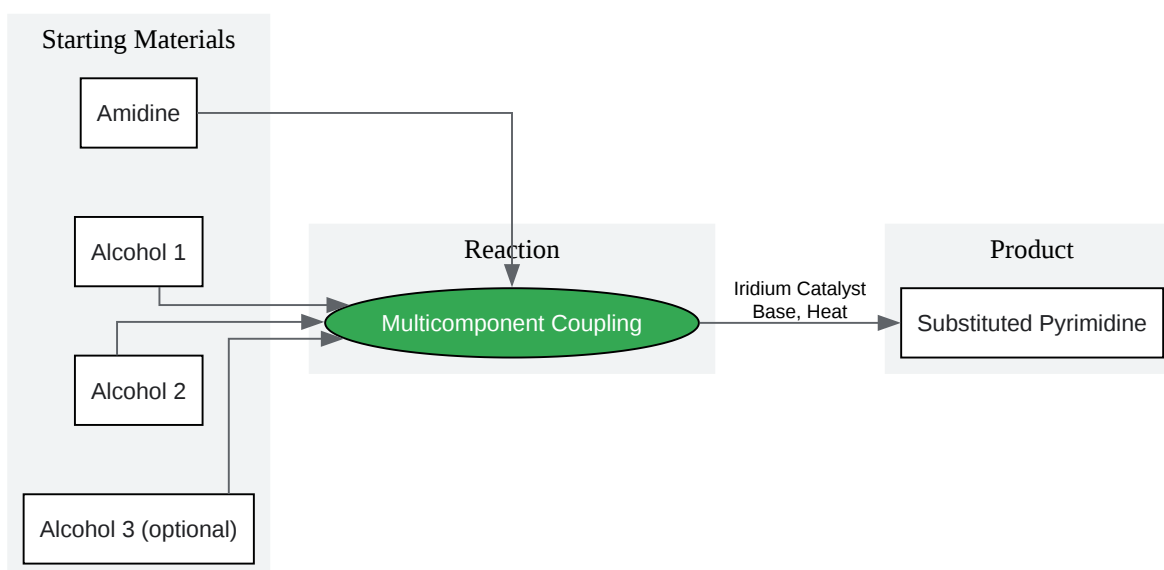 Starting Materials
Amidine
Alcohol 1
Alcohol 2
Alcohol 3 (optional)
Reaction
Multicomponent Coupling
Iridium Catalyst
Base, Heat
Product
Substituted Pyrimidine